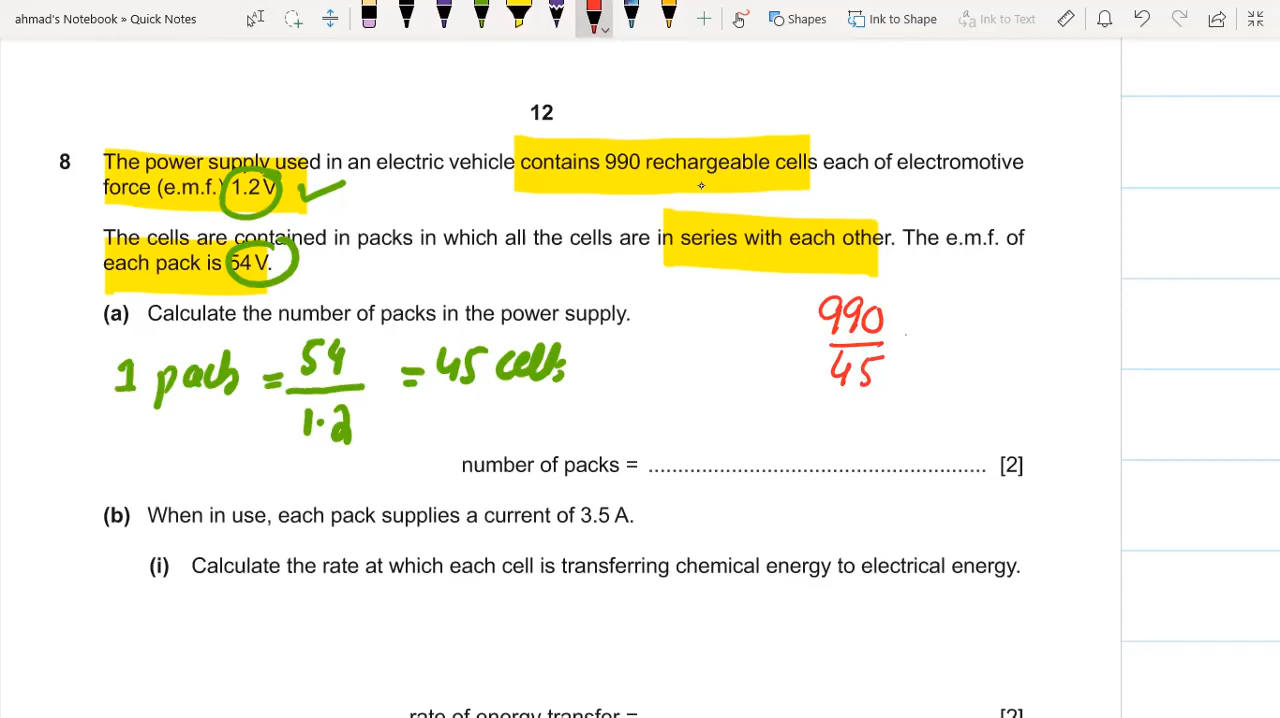 ahmad's Notebook » Quick Notes
Shapes
Ink to Shape
Ink to Text
12
8 The power supply used in an electric vehicle contains 990 rechargeable cells each of electromotive
force (e.m.f.) 1.2 V
The cells are contained in packs in which all the cells are in series with each other. The e.m.f. of
each pack is 54 V.
(a) Calculate the number of packs in the power supply.
990
45
1 pack = 54 = 45 cells
1.2
number of packs = ........................................................ [2]
(b) When in use, each pack supplies a current of 3.5 A.
(i) Calculate the rate at which each cell is transferring chemical energy to electrical energy.
rate of energy transfer = [2]